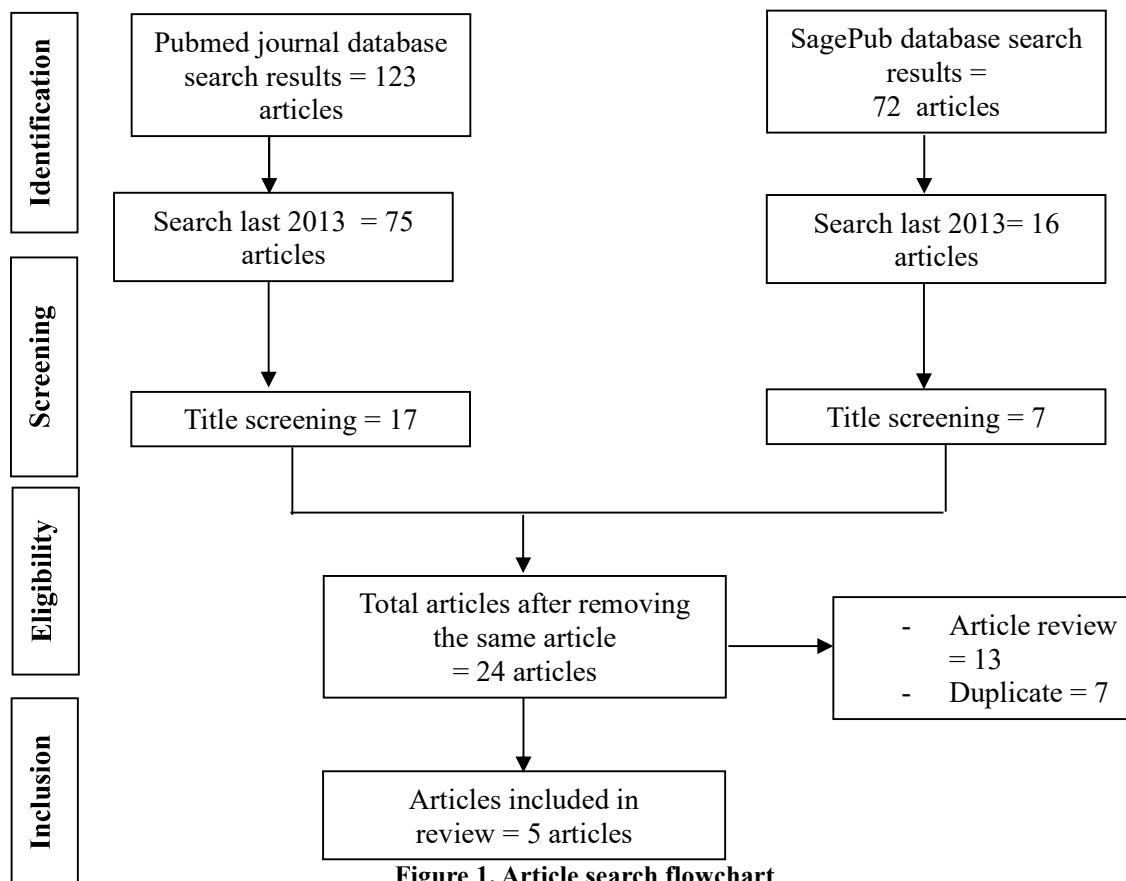 Identification
Pubmed journal database
search results = 123
articles
SagePub database search
results =
72 articles
Search last 2013 = 75
articles
Search last 2013= 16
articles
Screening
Title screening = 17
Title screening = 7
Eligibility
Total articles after removing
the same article
= 24 articles
- Article review
= 13
- Duplicate = 7
Inclusion
Articles included in
review = 5 articles
Figure 1. Article search flowchart